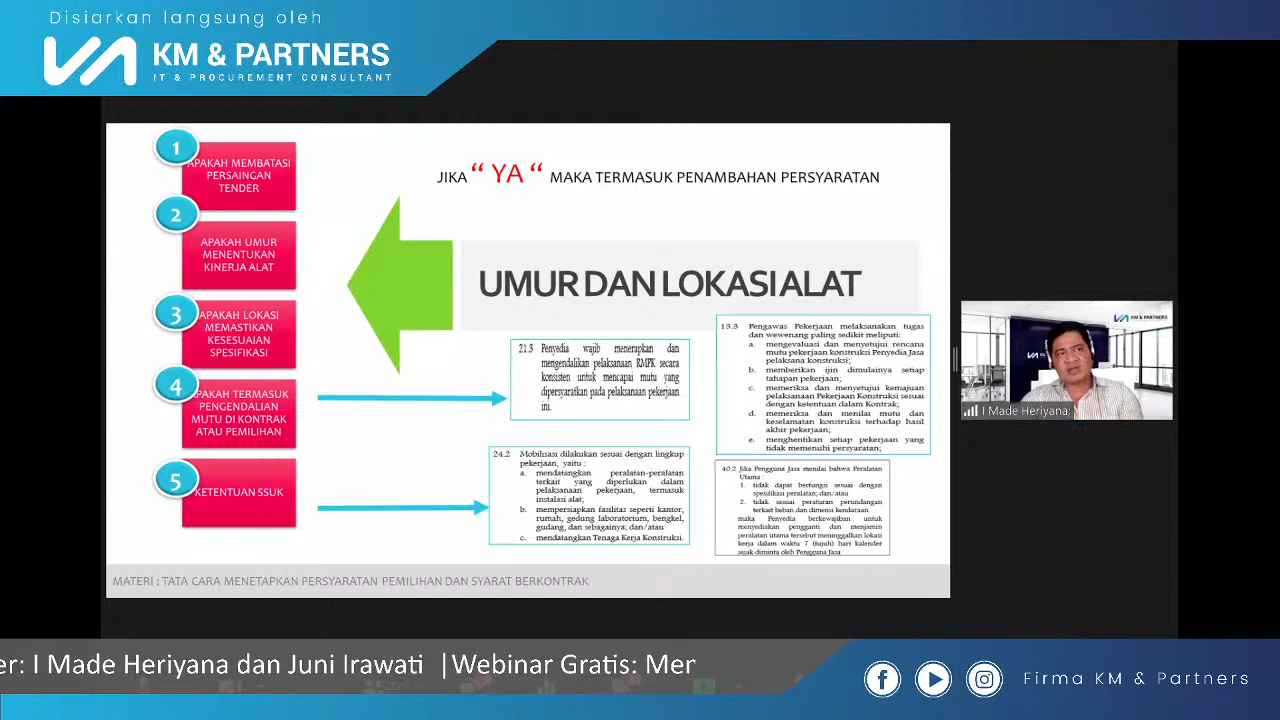 Disiarkan langsung oleh
KM & PARTNERS
IT & PROCUREMENT CONSULTANT
1
APAKAH MEMBATASI
PERSAINGAN
TENDER
2
APAKAH UMUR
MENENTUKAN
KINERJA ALAT
3
APAKAH LOKASI
MEMASTIKAN
KESESUAIAN
SPESIFIKASI
4
APAKAH TERMASUK
PENGENDALIAN
MUTU DI KONTRAK
ATAU PEMILIHAN
5
KETENTUAN SSUK
JIKA “ YA “ MAKA TERMASUK PENAMBAHAN PERSYARATAN
UMUR DAN LOKASI ALAT
21.3 Penyedia wajib menerapkan dan
mengendalikan pelaksanaan RMPK secara
konsisten untuk mencapai mutu yang
dipersyaratkan pada pelaksanaan pekerjaan
ini.
24.2 Mobilisasi dilakukan sesuai dengan lingkup
pekerjaan, yaitu :
a. mendatangkan peralatan-peralatan
terkait yang diperlukan dalam
pelaksanaan pekerjaan, termasuk
instalasi alat;
b. mempersiapkan fasilitas seperti kantor,
rumah, gedung laboratorium, bengkel,
gudang, dan sebagainya; dan/atau
c. mendatangkan Tenaga Kerja Konstruksi.
15.3 Pengawas Pekerjaan melaksanakan tugas
dan wewenang paling sedikit meliputi:
a. mengevaluasi dan menyetujui rencana
mutu pekerjaan konstruksi Penyedia Jasa
pelaksana konstruksi;
b. memberikan ijin dimulainya setiap
tahapan pekerjaan;
c. memeriksa dan menyetujui kemajuan
pelaksanaan Pekerjaan Konstruksi sesuai
dengan ketentuan dalam Kontrak;
d. memeriksa dan menilai mutu dan
keselamatan konstruksi terhadap hasil
akhir pekerjaan;
e. menghentikan setiap pekerjaan yang
tidak memenuhi persyaratan;
40.2 Jika Pengguna Jasa menilai bahwa Peralatan
Utama :
1. tidak dapat berfungsi sesuai dengan
spesifikasi peralatan; dan/atau
2. tidak sesuai peraturan perundangan
terkait beban dan dimensi kendaraan.
maka Penyedia berkewajiban untuk
menyediakan pengganti dan menjamin
peralatan utama tersebut meninggalkan lokasi
kerja dalam waktu 7 (tujuh) hari kalender
sejak diminta oleh Pengguna Jasa
MATERI : TATA CARA MENETAPKAN PERSYARATAN PEMILIHAN DAN SYARAT BERKONTRAK
KM & PARTNERS
I Made Heriyana:
er: I Made Heriyana dan Juni Irawati |Webinar Gratis: Mer
Firma KM & Partners